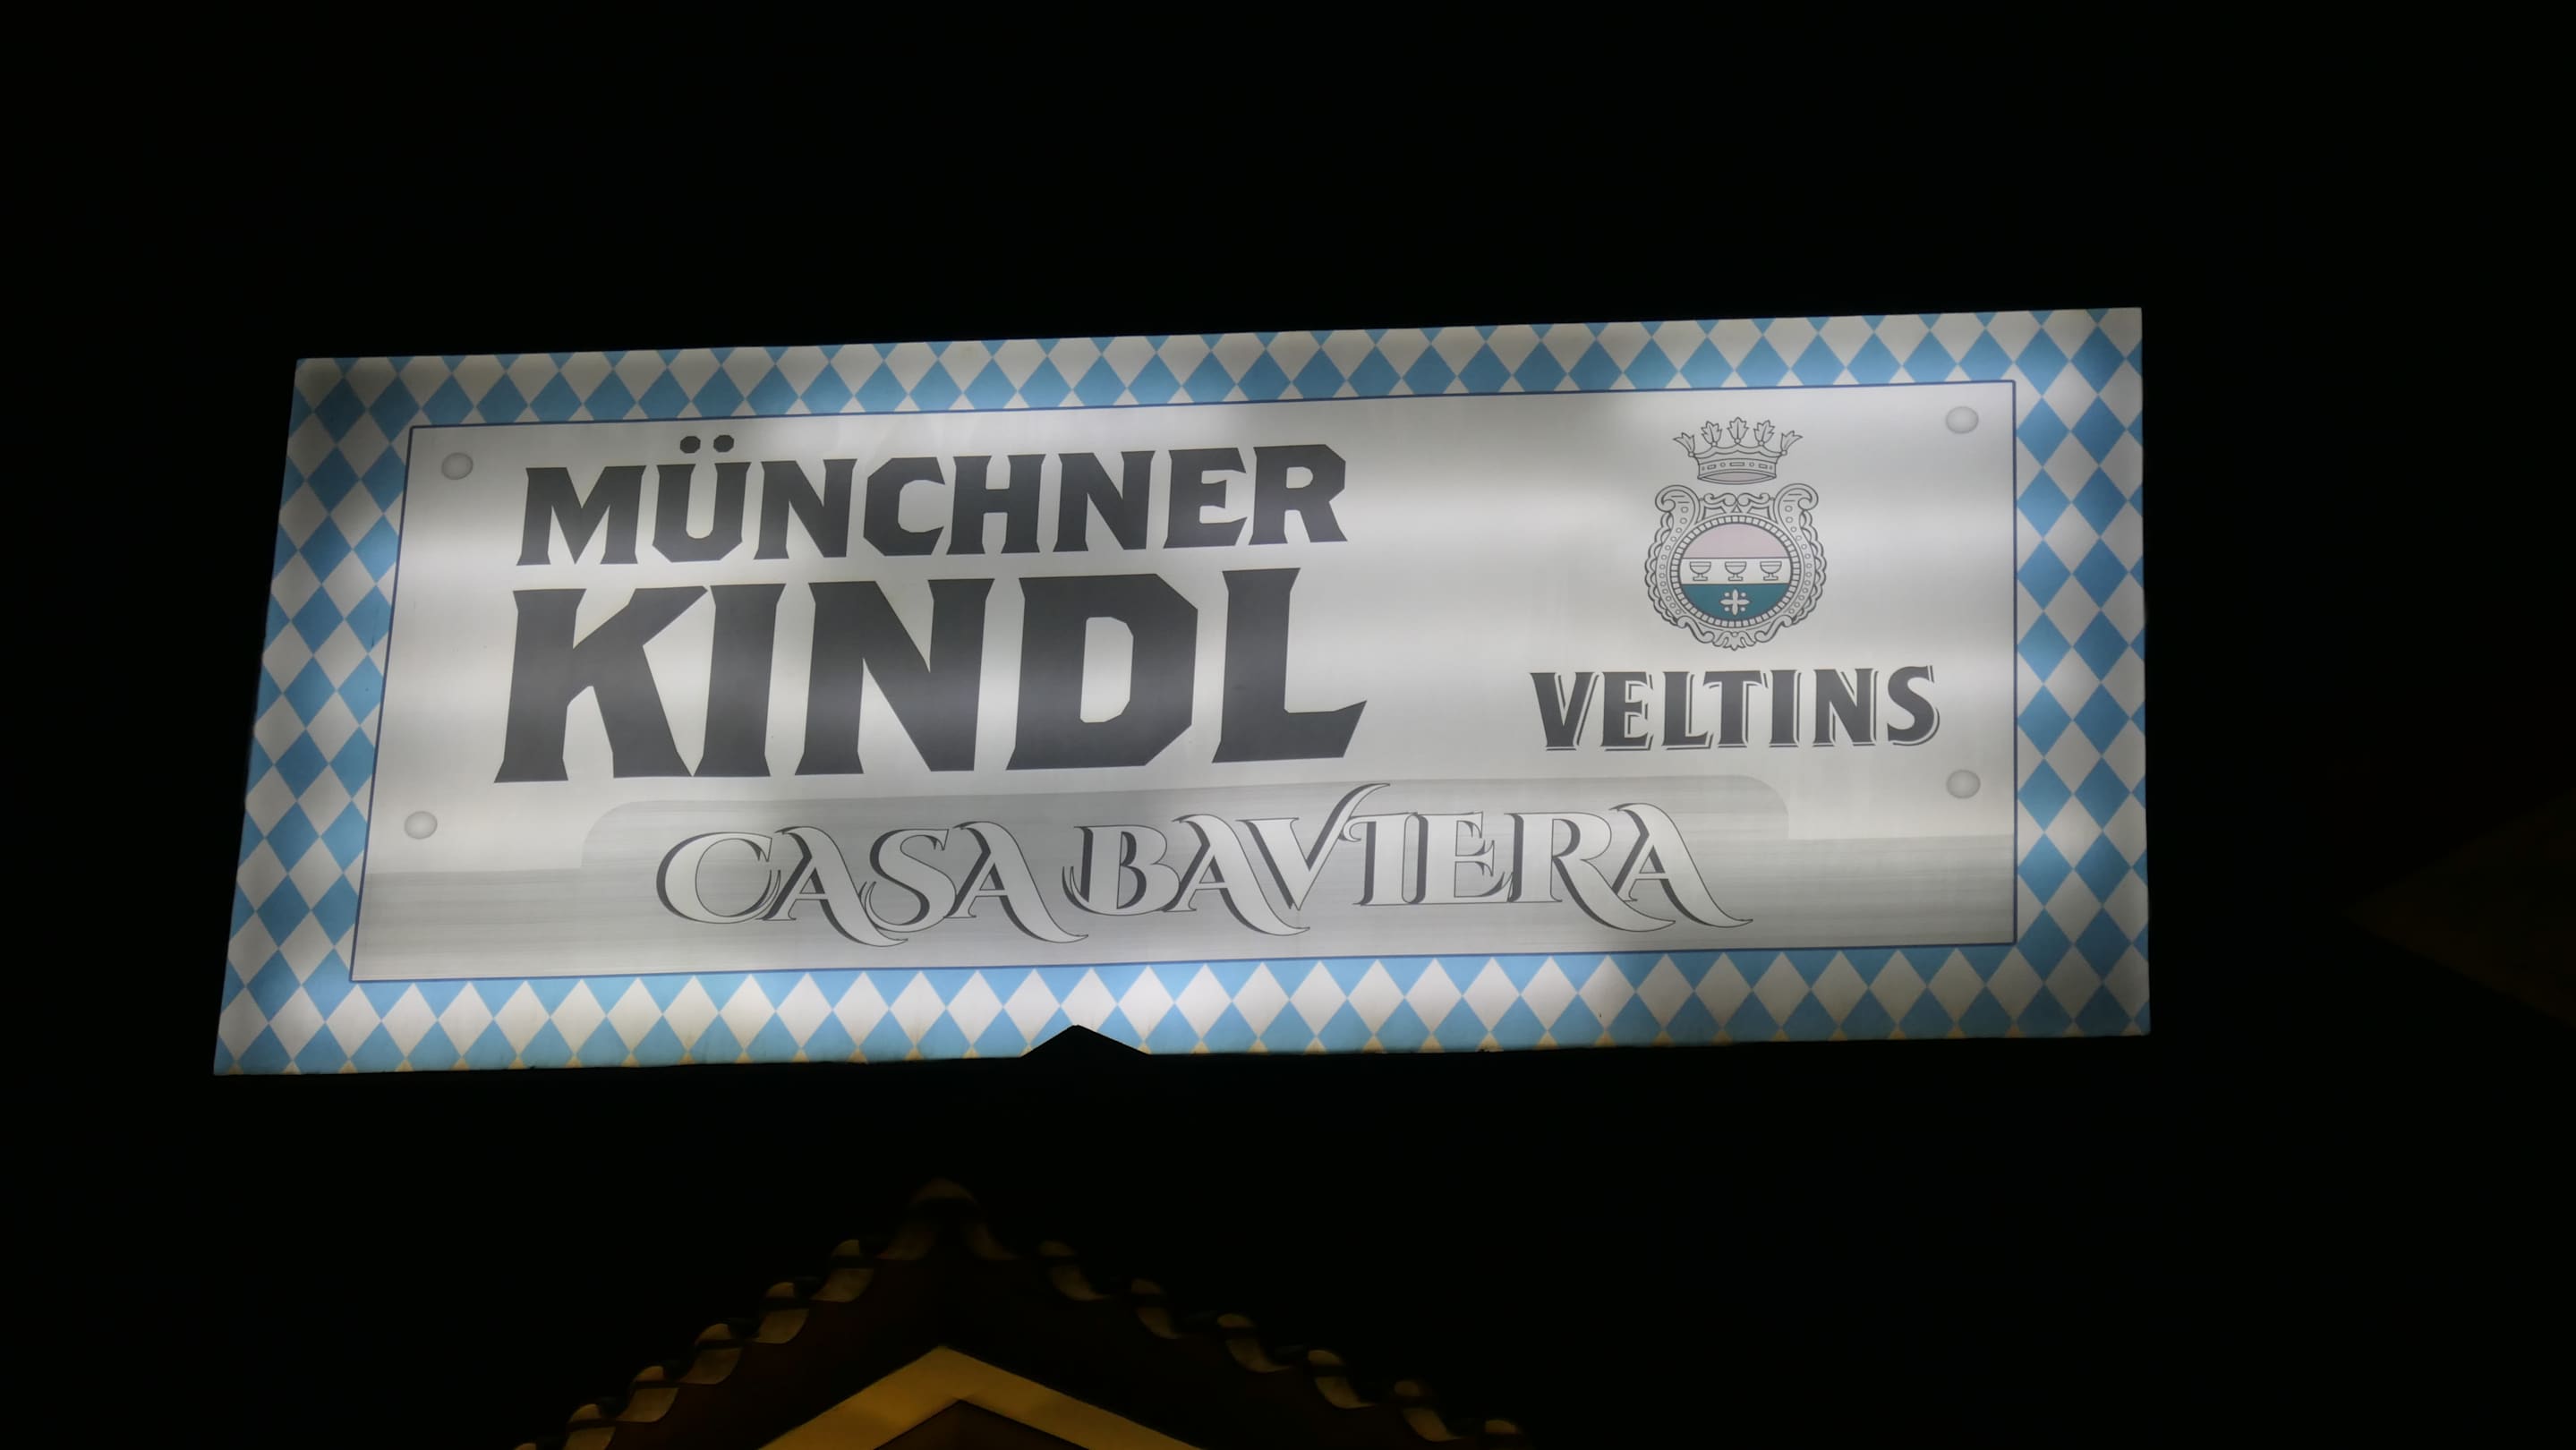 MÜNCHNER
KINDL
VELTINS
CASA BAVIERA